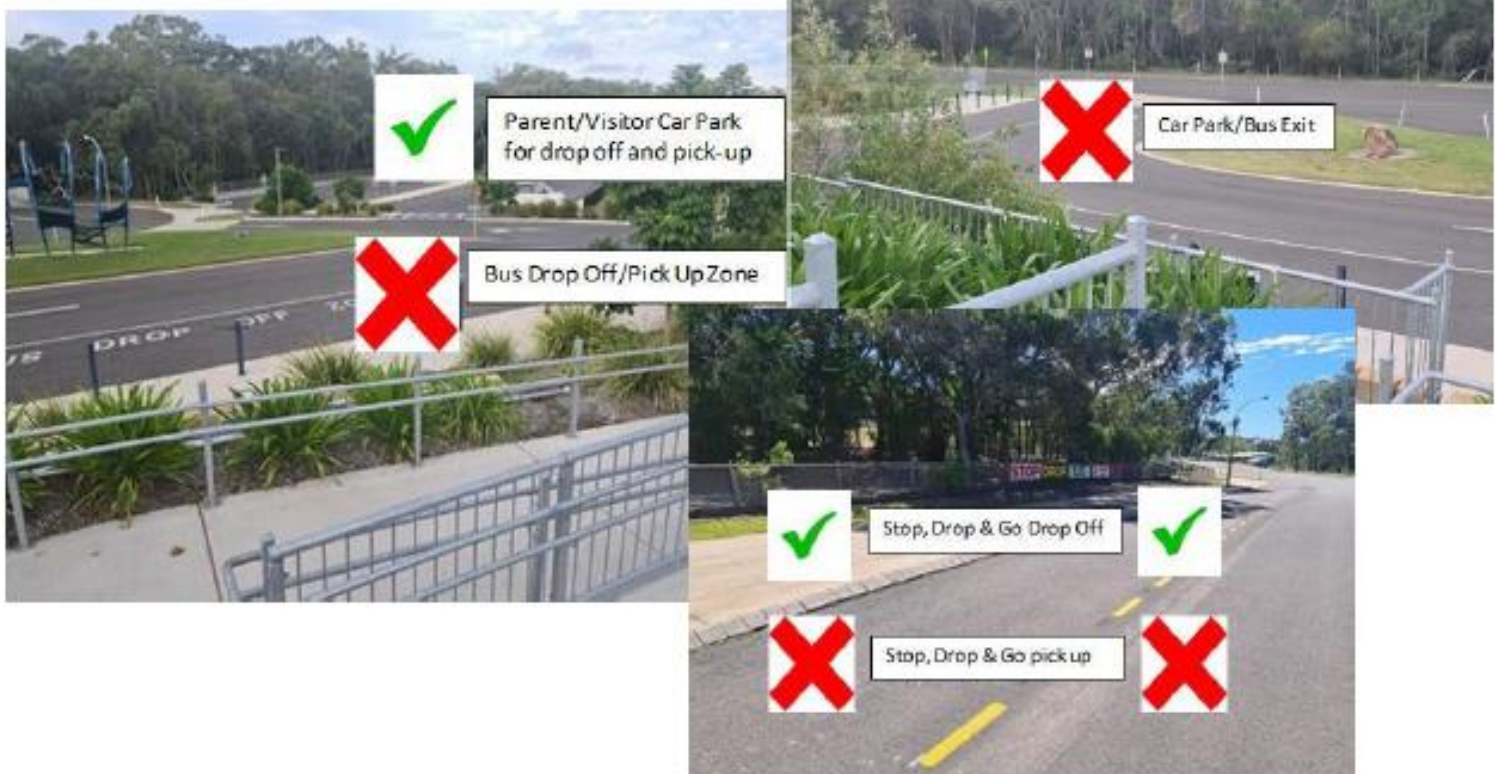 Parent/Visitor Car Park
for drop off and pick-up
Bus Drop Off/Pick Up Zone
DROP OFF
Car Park/Bus Exit
STOP DROP
Stop, Drop & Go Drop Off
Stop, Drop & Go pick up